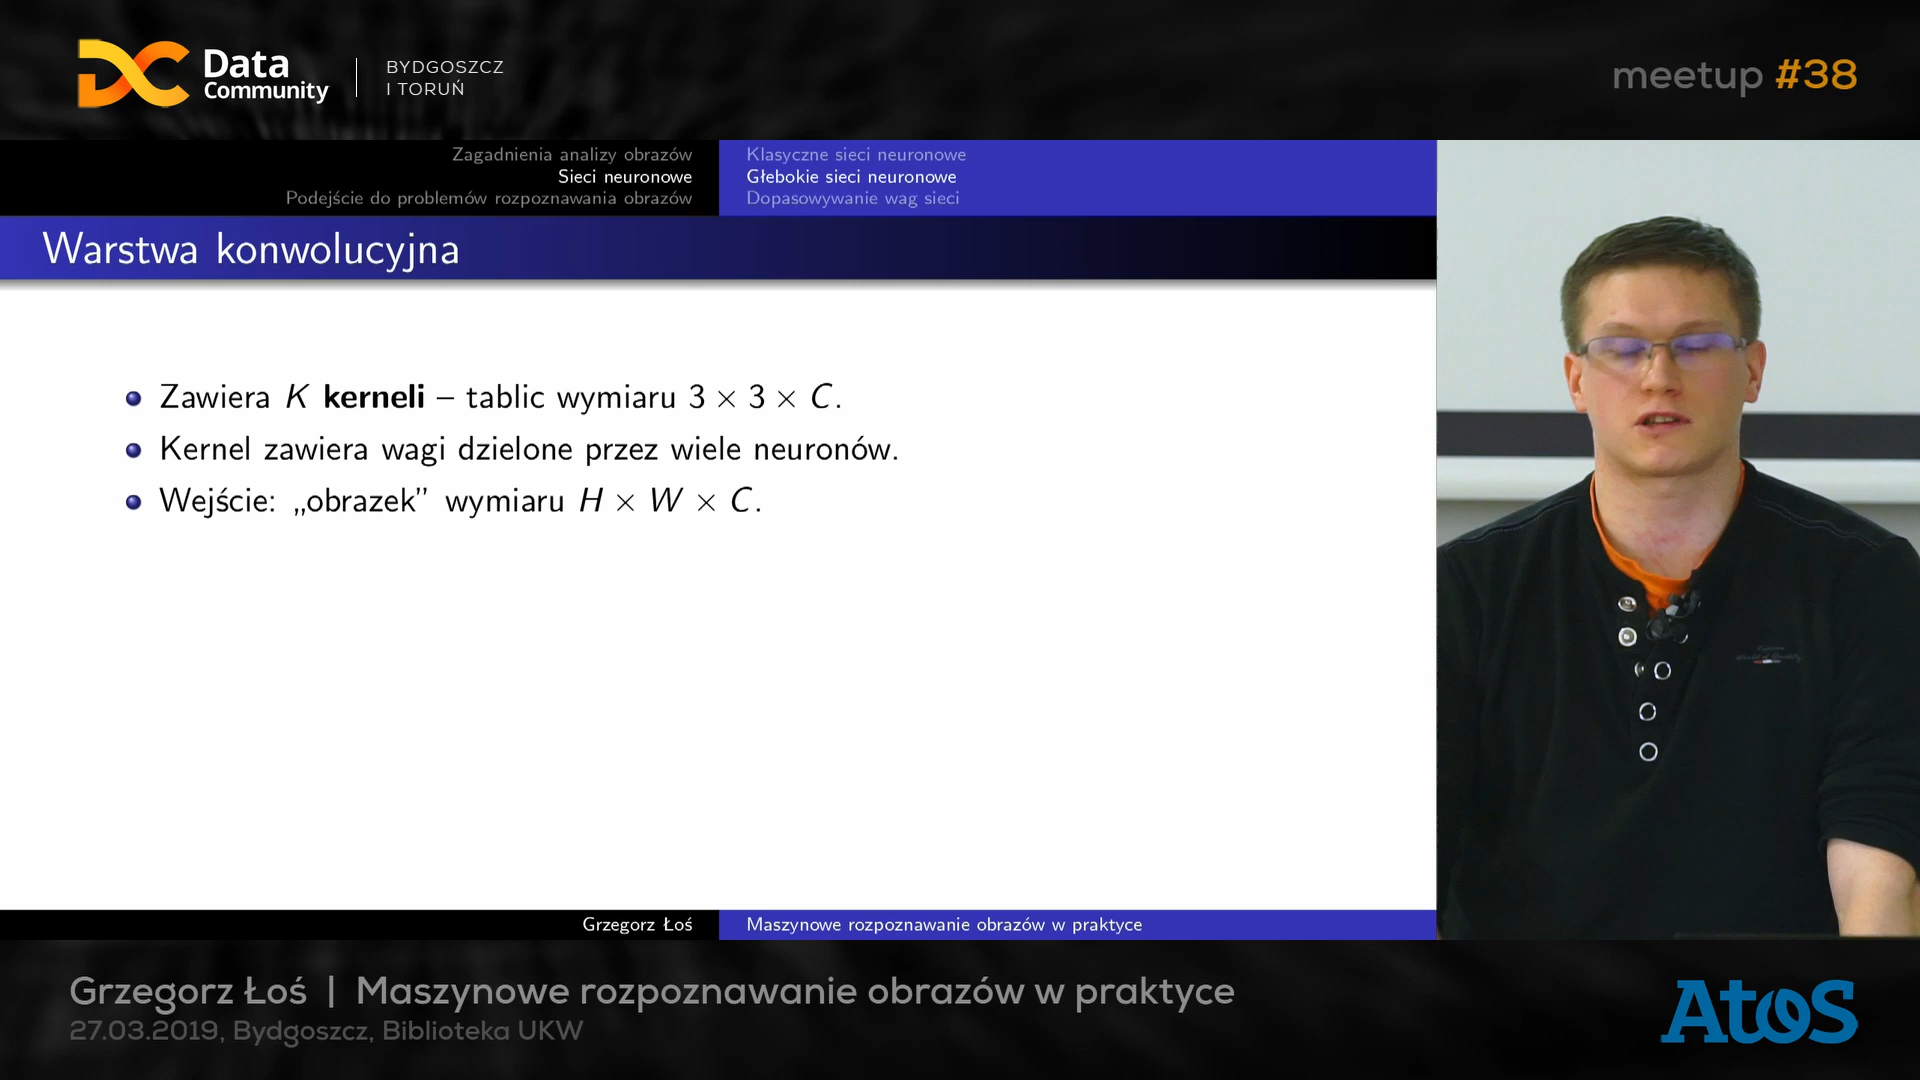 Data
Community
BYDGOSZCZ
I TORUŃ
meetup #38
Zagadnienia analizy obrazów
Sieci neuronowe
Podejście do problemów rozpoznawania obrazów
Klasyczne sieci neuronowe
Głebokie sieci neuronowe
Dopasowywanie wag sieci
Warstwa konwolucyjna
Zawiera K kerneli – tablic wymiaru 3 × 3 × C.
Kernel zawiera wagi dzielone przez wiele neuronów.
Wejście: „obrazek” wymiaru H × W × C.
Grzegorz Łoś
Maszynowe rozpoznawanie obrazów w praktyce
Grzegorz Łoś | Maszynowe rozpoznawanie obrazów w praktyce
27.03.2019, Bydgoszcz, Biblioteka UKW
Atos